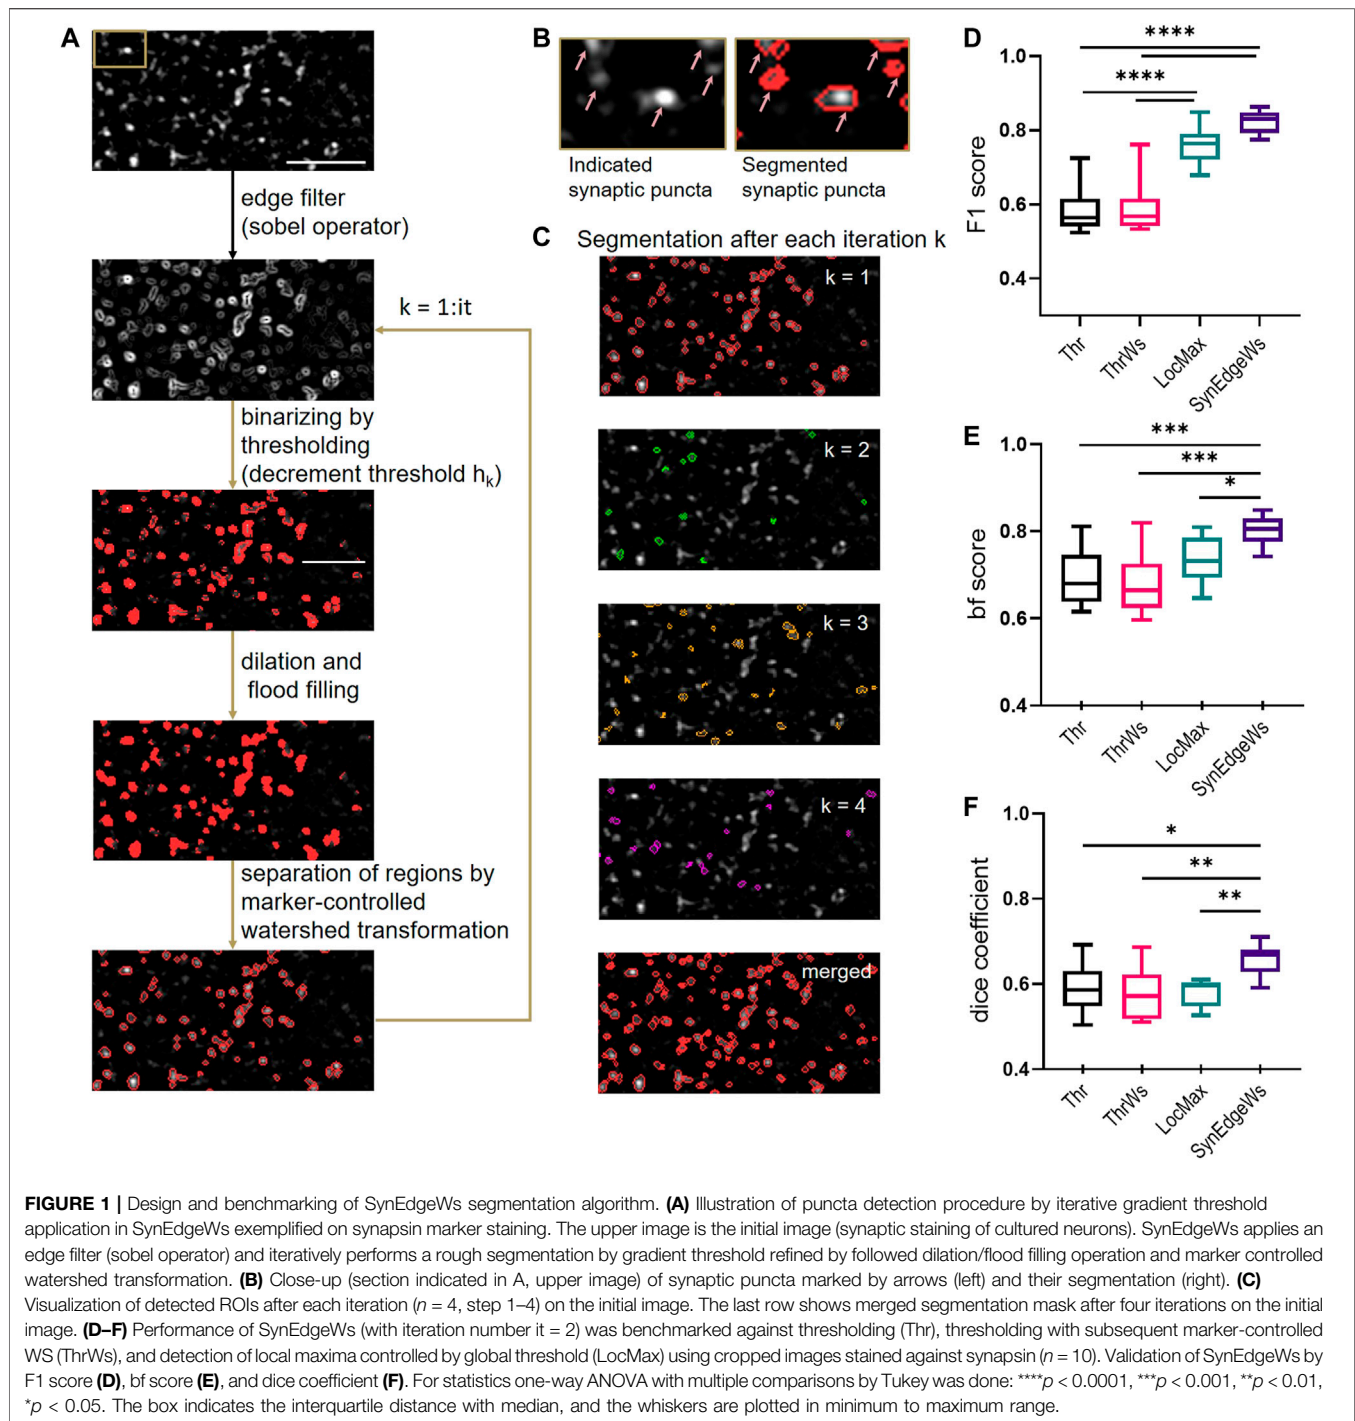 A
edge filter
(sobel operator)
k = 1:it
binarizing by
thresholding
(decrement threshold hk)
dilation and
flood filling
separation of regions by
marker-controlled
watershed transformation
B
Indicated
synaptic puncta
Segmented
synaptic puncta
C
Segmentation after each iteration k
k = 1
k = 2
k = 3
k = 4
merged
D
****
****
1.0
0.8
0.6
0.4
F1 score
Thr
ThrWs
LocMax
SynEdgeWs
E
***
***
*
1.0
0.8
0.6
0.4
bf score
Thr
ThrWs
LocMax
SynEdgeWs
F
*
**
**
1.0
0.8
0.6
0.4
dice coefficient
Thr
ThrWs
LocMax
SynEdgeWs
FIGURE 1 | Design and benchmarking of SynEdgeWs segmentation algorithm. (A) Illustration of puncta detection procedure by iterative gradient threshold
application in SynEdgeWs exemplified on synapsin marker staining. The upper image is the initial image (synaptic staining of cultured neurons). SynEdgeWs applies an
edge filter (sobel operator) and iteratively performs a rough segmentation by gradient threshold refined by followed dilation/flood filling operation and marker controlled
watershed transformation. (B) Close-up (section indicated in A, upper image) of synaptic puncta marked by arrows (left) and their segmentation (right). (C)
Visualization of detected ROIs after each iteration (n = 4, step 1–4) on the initial image. The last row shows merged segmentation mask after four iterations on the initial
image. (D–F) Performance of SynEdgeWs (with iteration number it = 2) was benchmarked against thresholding (Thr), thresholding with subsequent marker-controlled
WS (ThrWs), and detection of local maxima controlled by global threshold (LocMax) using cropped images stained against synapsin (n = 10). Validation of SynEdgeWs by
F1 score (D), bf score (E), and dice coefficient (F). For statistics one-way ANOVA with multiple comparisons by Tukey was done: ****p < 0.0001, ***p < 0.001, **p < 0.01,
*p < 0.05. The box indicates the interquartile distance with median, and the whiskers are plotted in minimum to maximum range.